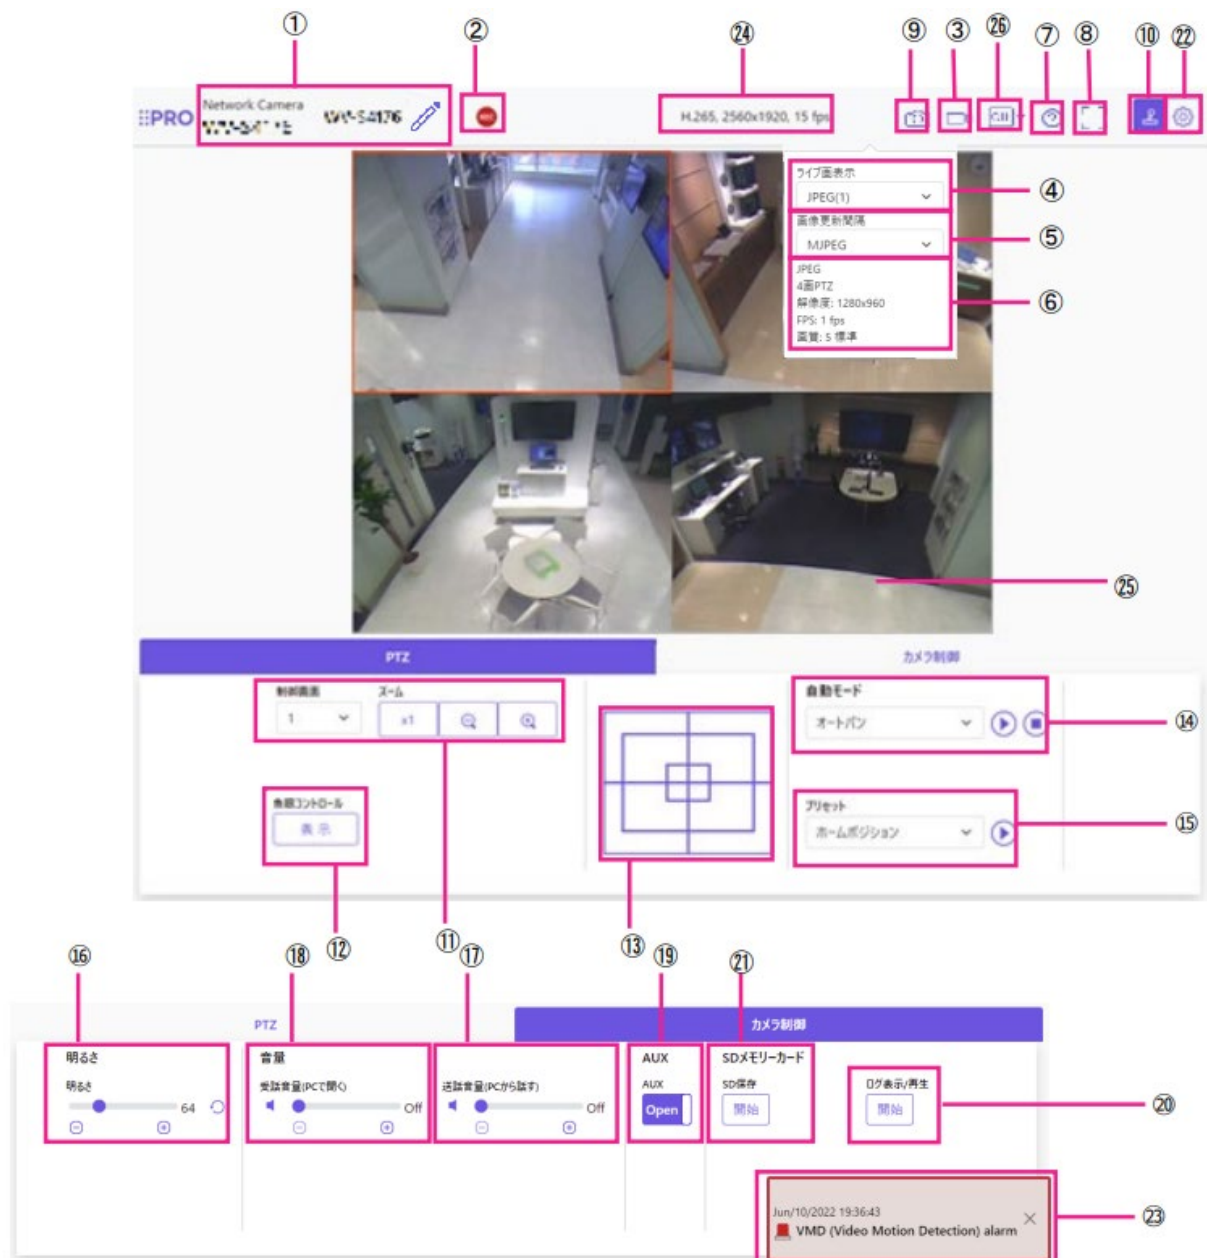 ① ② ㉔ ⑨ ③ ㉖ ⑦ ⑧ ⑩ ㉒
PRO
Network Camera
WV-S4176
H.265, 2560x1920, 15 fps
ライブ画表示
JPEG(1)
④
画像更新間隔
MJPEG
⑤
JPEG
4画PTZ
解像度: 1280x960
FPS: 1 fps
画質: 5 標準
⑥
㉕
PTZ カメラ制御
制御画面 ズーム
1 x1
自動モード
オートパン
⑭
魚眼コントロール
表示
プリセット
ホームポジション
⑮
⑫ ⑪ ⑬
⑯ ⑱ ⑰ ⑲ ㉑
PTZ カメラ制御
明るさ 音量 AUX SDメモリーカード
明るさ 受話音量(PCで聞く) 送話音量(PCから話す) AUX SD保存 ログ表示/再生
64 Off Off Open 開始 開始
⑳
Jun/10/2022 19:36:43
VMD (Video Motion Detection) alarm
㉓